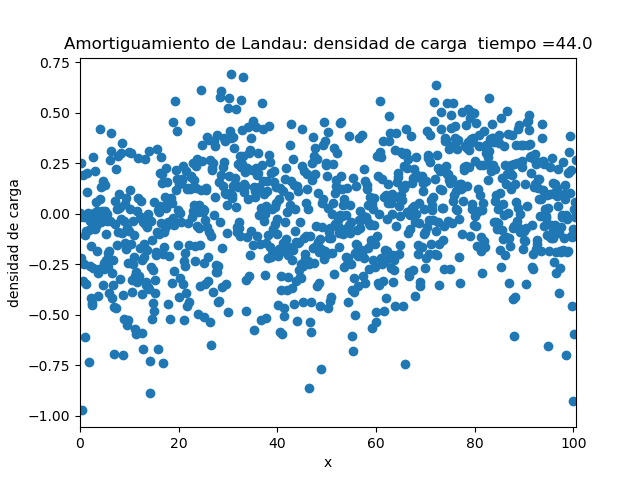 Amortiguamiento de Landau: densidad de carga  tiempo =44.0
0.75
0.50
0.25
0.00
−0.25
−0.50
−0.75
−1.00
densidad de carga
0 20 40 60 80 100
x